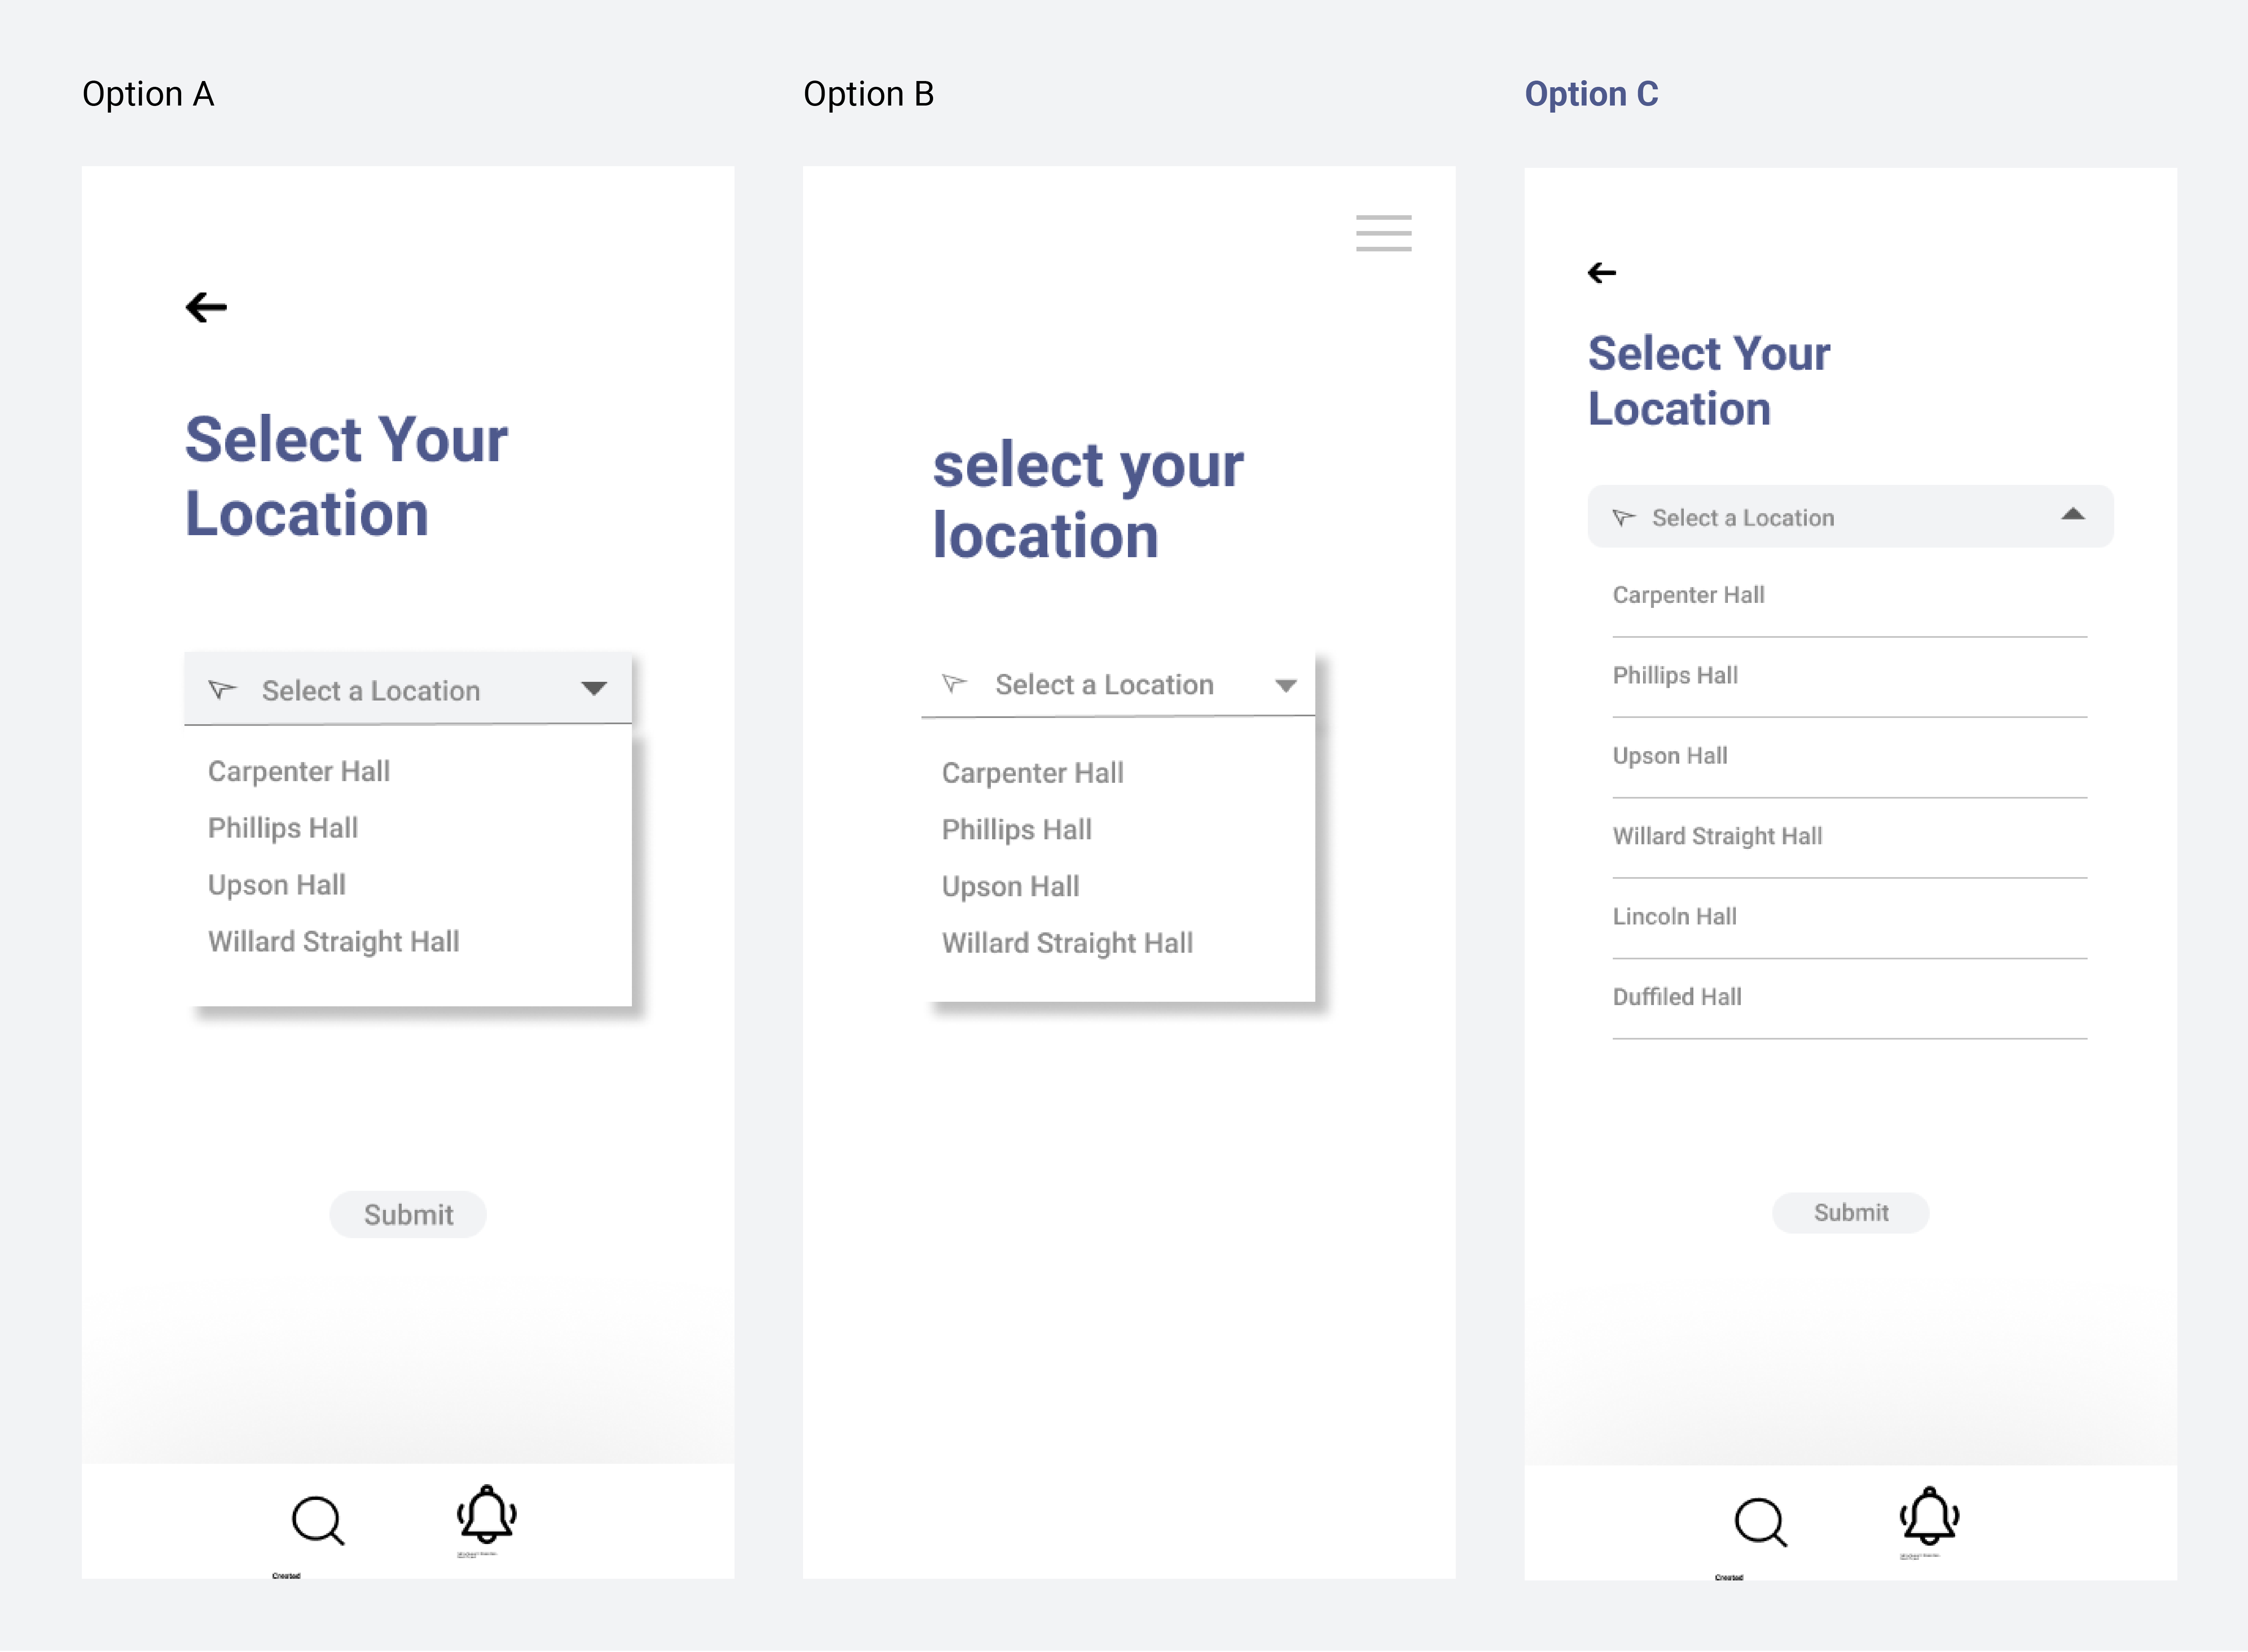 Option A
Select Your
Location
Select a Location
Carpenter Hall
Phillips Hall
Upson Hall
Willard Straight Hall
Submit
Created
Option B
select your
location
Select a Location
Carpenter Hall
Phillips Hall
Upson Hall
Willard Straight Hall
Option C
Select Your
Location
Select a Location
Carpenter Hall
Phillips Hall
Upson Hall
Willard Straight Hall
Lincoln Hall
Duffiled Hall
Submit
Created